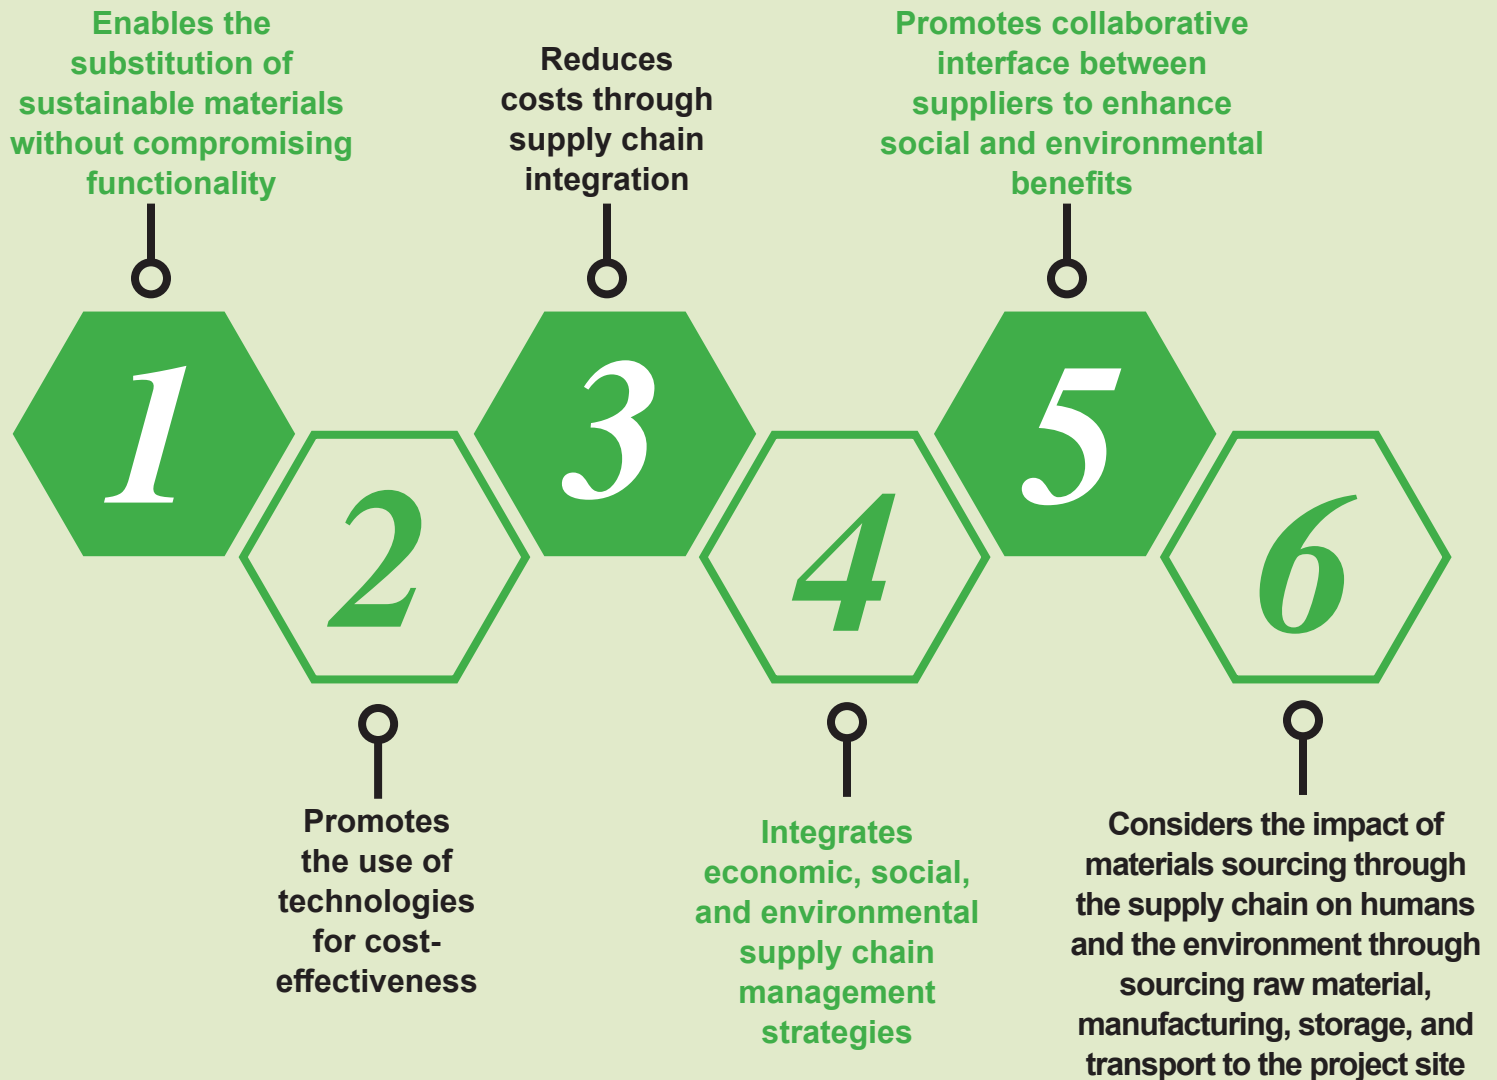 Enables the
substitution of
sustainable materials
without compromising
functionality
1
Promotes
the use of
technologies
for cost-
effectiveness
2
Reduces
costs through
supply chain
integration
3
Integrates
economic, social,
and environmental
supply chain
management
strategies
4
Promotes collaborative
interface between
suppliers to enhance
social and environmental
benefits
5
Considers the impact of
materials sourcing through
the supply chain on humans
and the environment through
sourcing raw material,
manufacturing, storage, and
transport to the project site
6